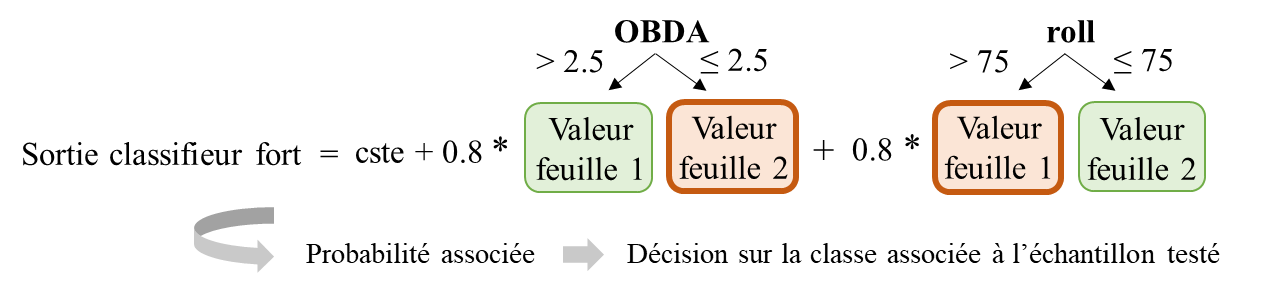 OBDA
roll
> 2.5
≤ 2.5
> 75
≤ 75
Sortie classifieur fort = cste + 0.8 * Valeur feuille 1 Valeur feuille 2 + 0.8 * Valeur feuille 1 Valeur feuille 2
Probabilité associée
Décision sur la classe associée à l’échantillon testé